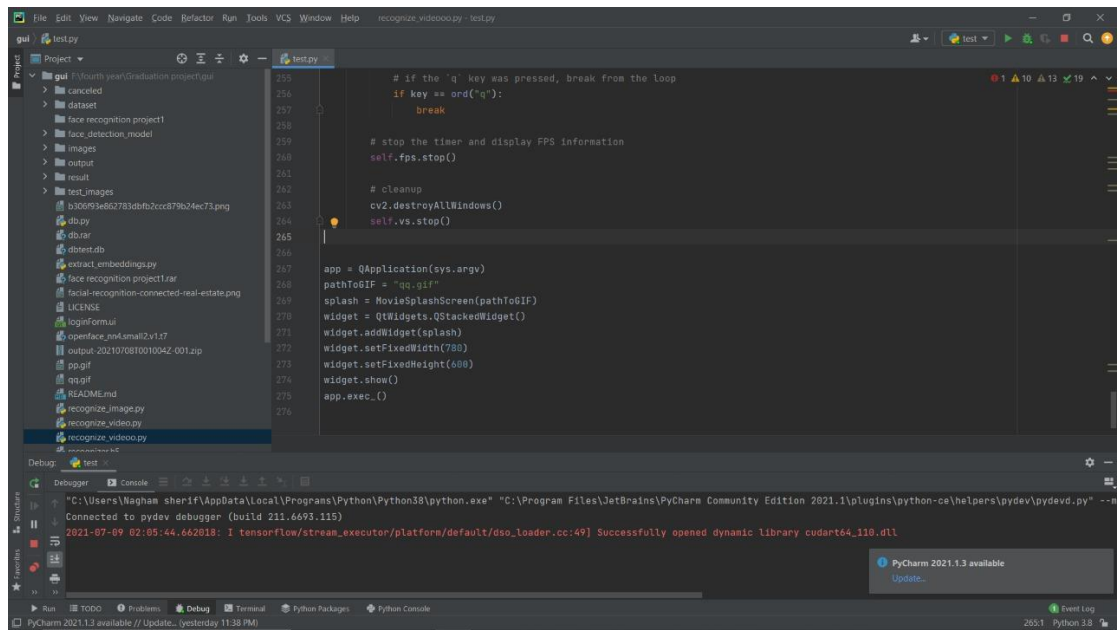 File Edit View Navigate Code Refactor Run Tools VCS Window Help recognize_videooo.py - test.py
gui test.py test
Project
test.py
gui F:\fourth year\Graduation project\gui
canceled
dataset
face recognition project1
face_detection_model
images
output
result
test_images
b306f93e862783dbfb2ccc879b24ec73.png
db.py
db.rar
dbtest.db
extract_embeddings.py
face recognition project1.rar
facial-recognition-connected-real-estate.png
LICENSE
loginForm.ui
openface_nn4.small2.v1.t7
output-20210708T001004Z-001.zip
pp.gif
qq.gif
README.md
recognize_image.py
recognize_video.py
recognize_videoo.py
1 10 13 19
255 # if the `q` key was pressed, break from the loop
256 if key == ord("q"):
257 break
258
259 # stop the timer and display FPS information
260 self.fps.stop()
261
262 # cleanup
263 cv2.destroyAllWindows()
264 self.vs.stop()
265
266
267 app = QApplication(sys.argv)
268 pathToGIF = "qq.gif"
269 splash = MovieSplashScreen(pathToGIF)
270 widget = QtWidgets.QStackedWidget()
271 widget.addWidget(splash)
272 widget.setFixedWidth(780)
273 widget.setFixedHeight(600)
274 widget.show()
275 app.exec_()
276
Debug: test
Debugger Console
"C:\Users\Nagham sherif\AppData\Local\Programs\Python\Python38\python.exe" "C:\Program Files\JetBrains\PyCharm Community Edition 2021.1\plugins\python-ce\helpers\pydev\pydevd.py" --m
Connected to pydev debugger (build 211.6693.115)
2021-07-09 02:05:44.662018: I tensorflow/stream_executor/platform/default/dso_loader.cc:49] Successfully opened dynamic library cudart64_110.dll
PyCharm 2021.1.3 available
Update...
Structure
Favorites
Run TODO Problems Debug Terminal Python Packages Python Console 1 Event Log
PyCharm 2021.1.3 available // Update... (yesterday 11:38 PM) 265:1 Python 3.8